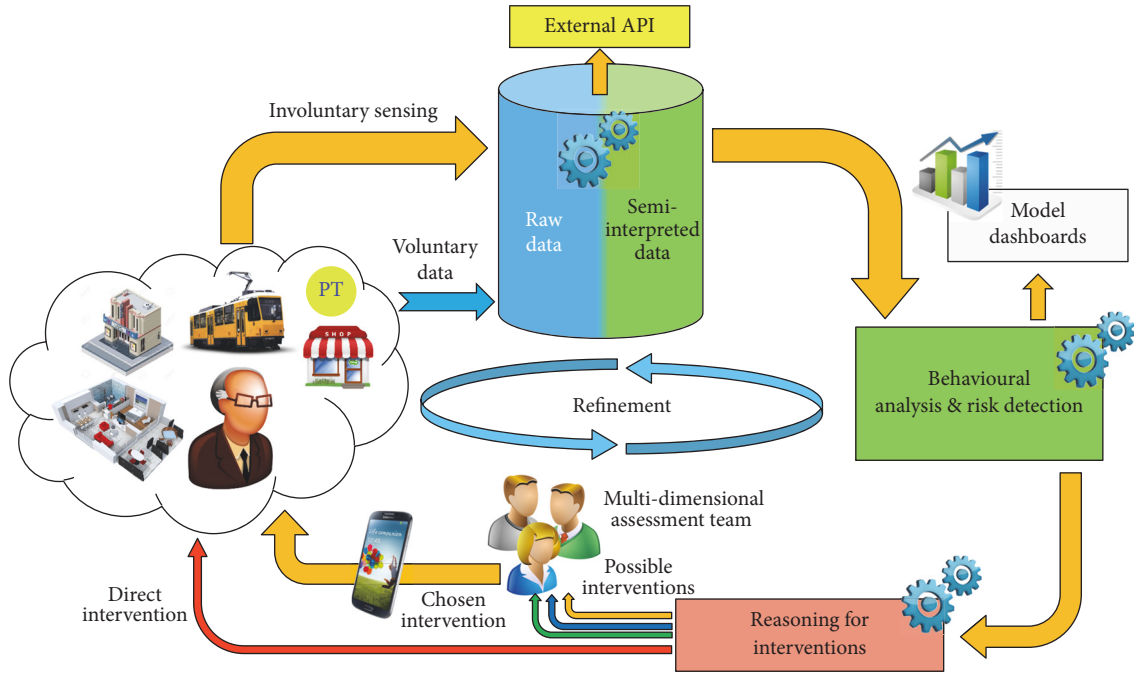 External API
Involuntary sensing
Raw
data
Semi-
interpreted
data
Model
dashboards
Voluntary
data
PT
SHOP
Behavioural
analysis & risk detection
Refinement
Multi-dimensional
assessment team
Possible
interventions
Direct
intervention
Chosen
intervention
Reasoning for
interventions